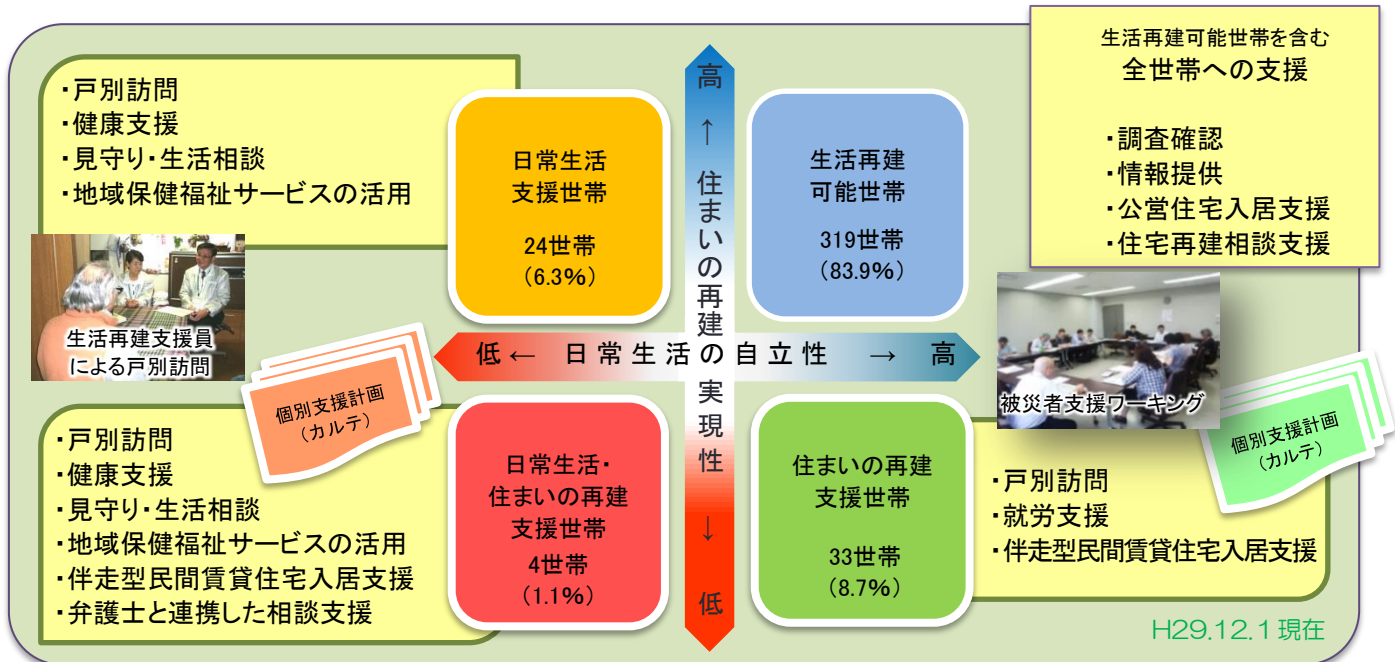 ・戸別訪問
・健康支援
・見守り・生活相談
・地域保健福祉サービスの活用
生活再建支援員
による戸別訪問
日常生活
支援世帯
24世帯
（6.3%）
高 ↑ 住まいの再建の実現性 ↓ 低
生活再建
可能世帯
319世帯
（83.9%）
生活再建可能世帯を含む
全世帯への支援
・調査確認
・情報提供
・公営住宅入居支援
・住宅再建相談支援
低 ← 日常生活の自立性 → 高
被災者支援ワーキング
個別支援計画
（カルテ）
・戸別訪問
・健康支援
・見守り・生活相談
・地域保健福祉サービスの活用
・伴走型民間賃貸住宅入居支援
・弁護士と連携した相談支援
日常生活・
住まいの再建
支援世帯
4世帯
（1.1%）
住まいの再建
支援世帯
33世帯
（8.7%）
個別支援計画
（カルテ）
・戸別訪問
・就労支援
・伴走型民間賃貸住宅入居支援
H29.12.1 現在